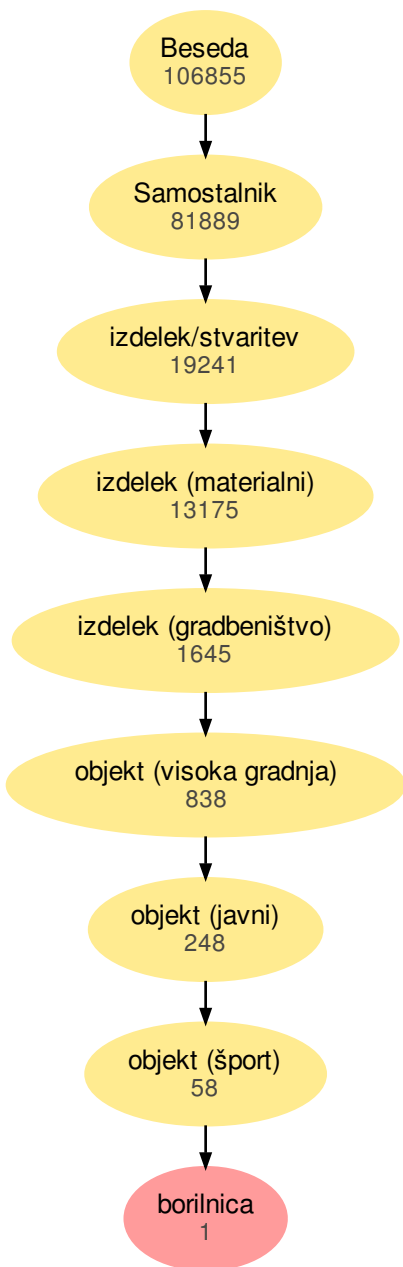 Beseda
106855
Samostalnik
81889
izdelek/stvaritev
19241
izdelek (materialni)
13175
izdelek (gradbeništvo)
1645
objekt (visoka gradnja)
838
objekt (javni)
248
objekt (šport)
58
borilnica
1